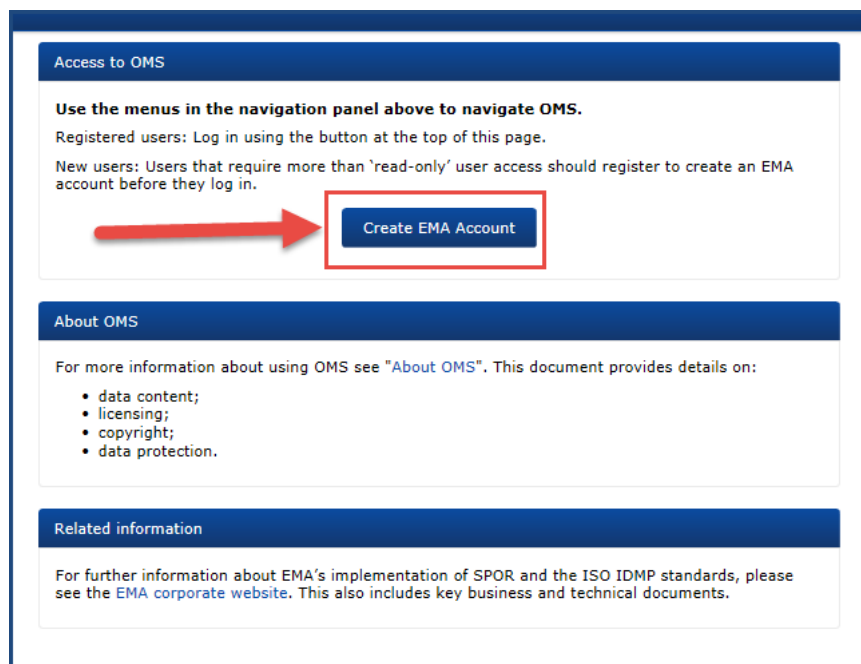 Access to OMS
Use the menus in the navigation panel above to navigate OMS.
Registered users: Log in using the button at the top of this page.
New users: Users that require more than ‘read-only’ user access should register to create an EMA
account before they log in.
Create EMA Account
About OMS
For more information about using OMS see "About OMS". This document provides details on:
• data content;
• licensing;
• copyright;
• data protection.
Related information
For further information about EMA’s implementation of SPOR and the ISO IDMP standards, please
see the EMA corporate website. This also includes key business and technical documents.